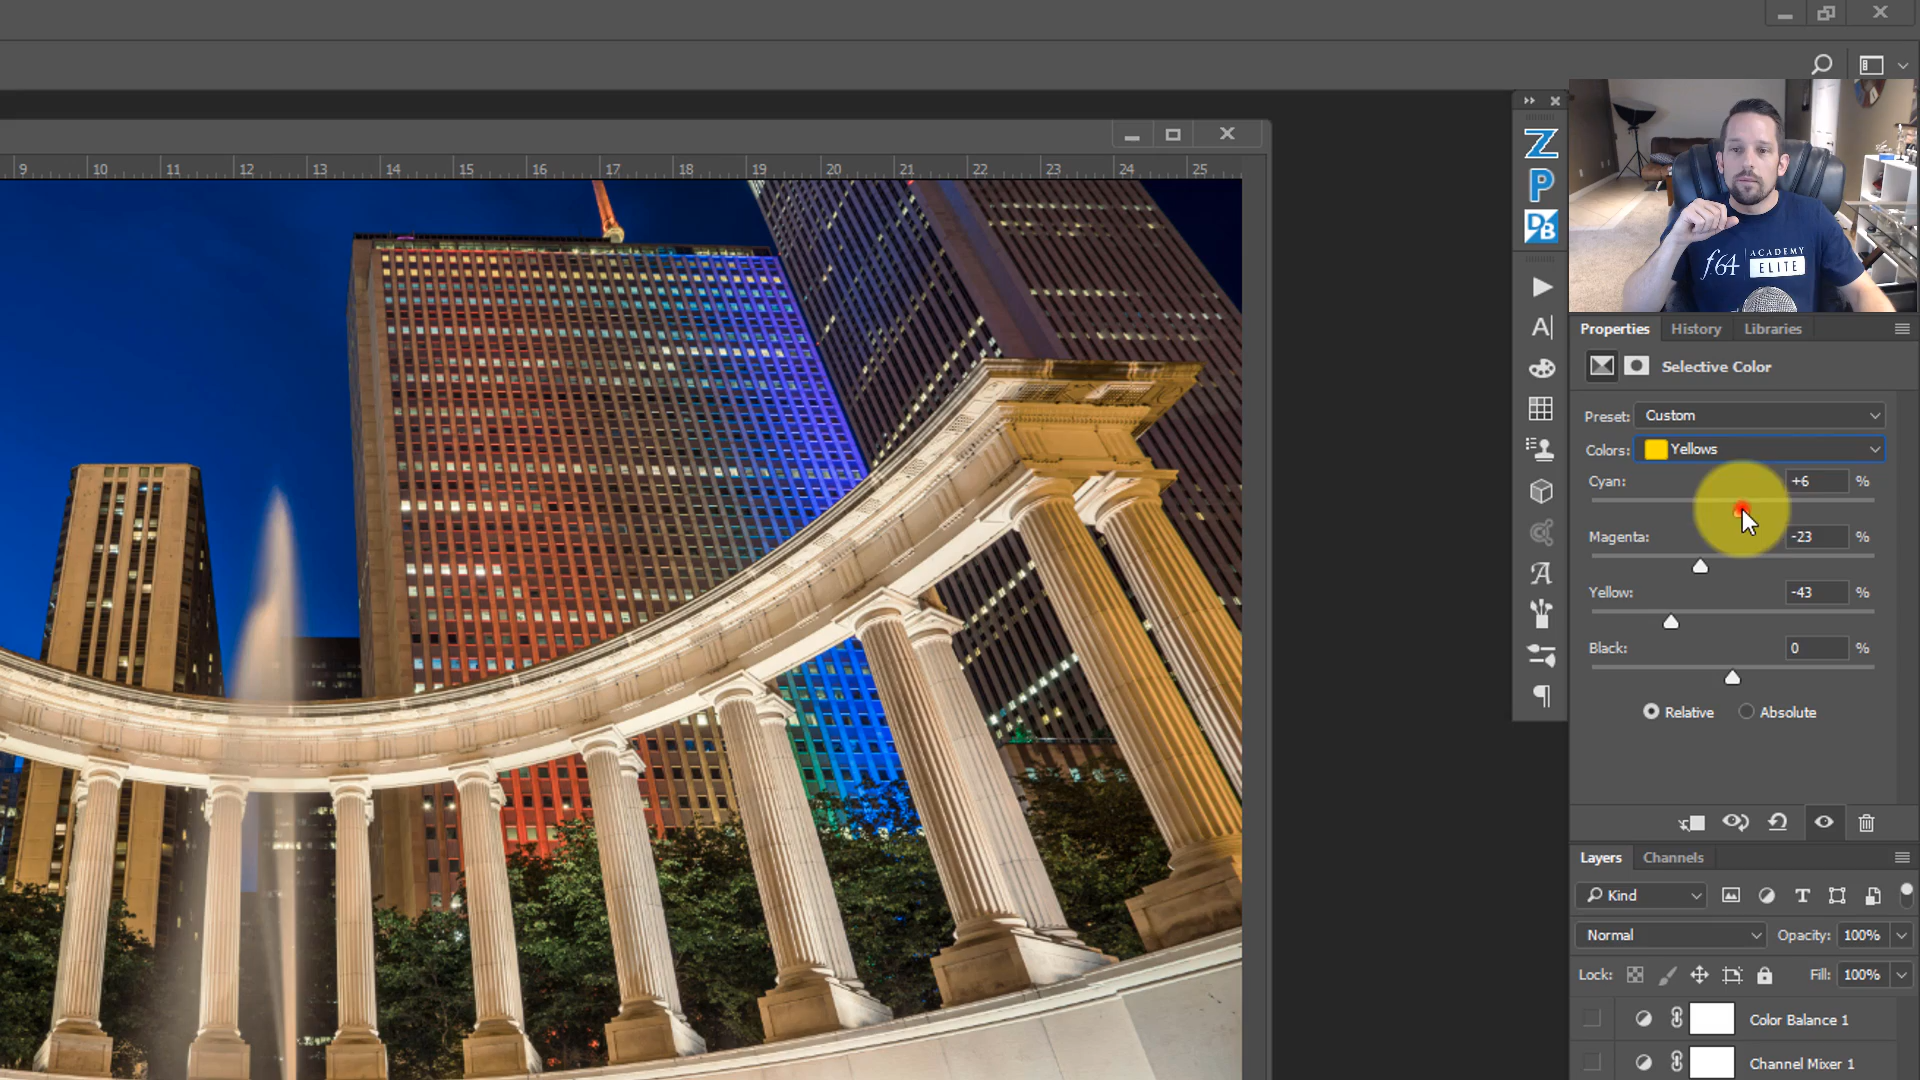 9 10 11 12 13 14 15 16 17 18 19 20 21 22 23 24 25
Z
P
DB
f64 ACADEMY
ELITE
Properties History Libraries
Selective Color
Preset: Custom
Colors: Yellows
Cyan: +6 %
Magenta: -23 %
Yellow: -43 %
Black: 0 %
Relative Absolute
Layers Channels
Kind
Normal Opacity: 100%
Lock: Fill: 100%
Color Balance 1
Channel Mixer 1